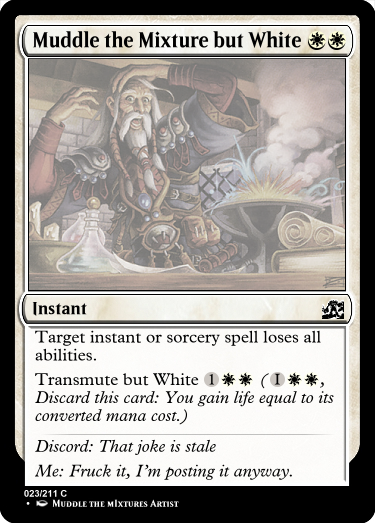 Muddle the Mixture but White
Instant
Target instant or sorcery spell loses all
abilities.
Transmute but White 1 (1,
Discard this card: You gain life equal to its
converted mana cost.)
Discord: That joke is stale
Me: Fruck it, I'm posting it anyway.
023/211 C
• Muddle the mIxtures Artist